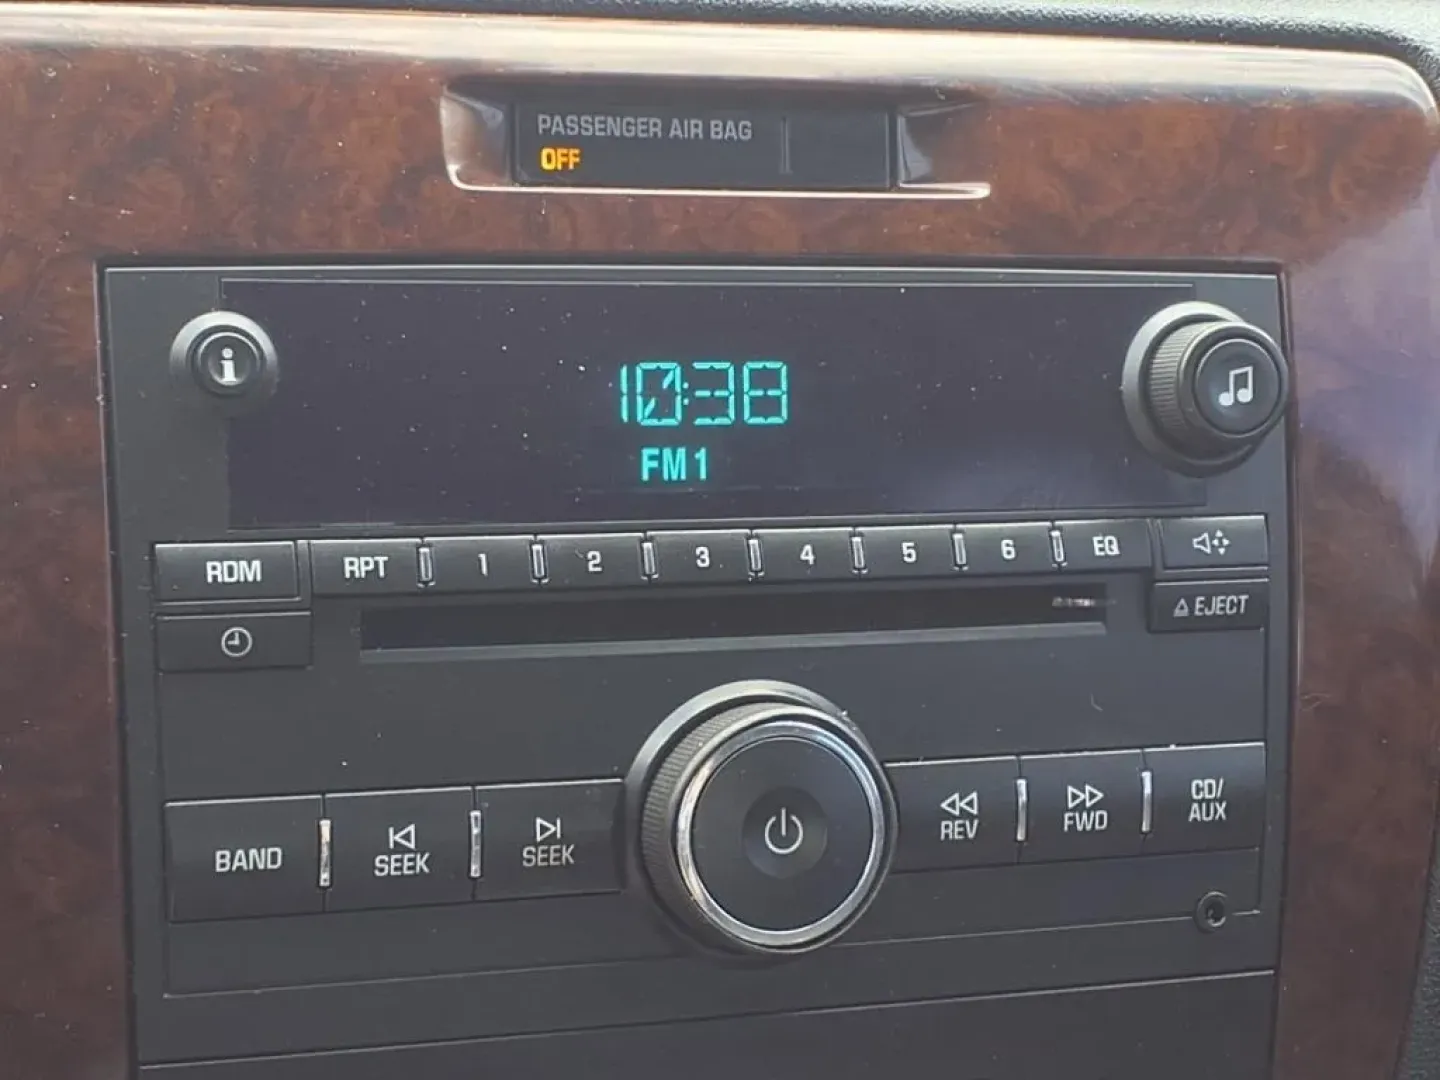 PASSENGER AIR BAG
OFF
10:38
FM1
RDM RPT 1 2 3 4 5 6 EQ
EJECT
BAND SEEK SEEK REV FWD CD/
AUX